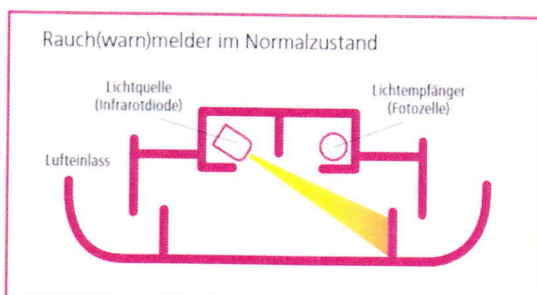 Rauch(warn)melder im Normalzustand
Lichtquelle
(Infrarotdiode)
Lichtempfänger
(Fotozelle)
Lufteinlass